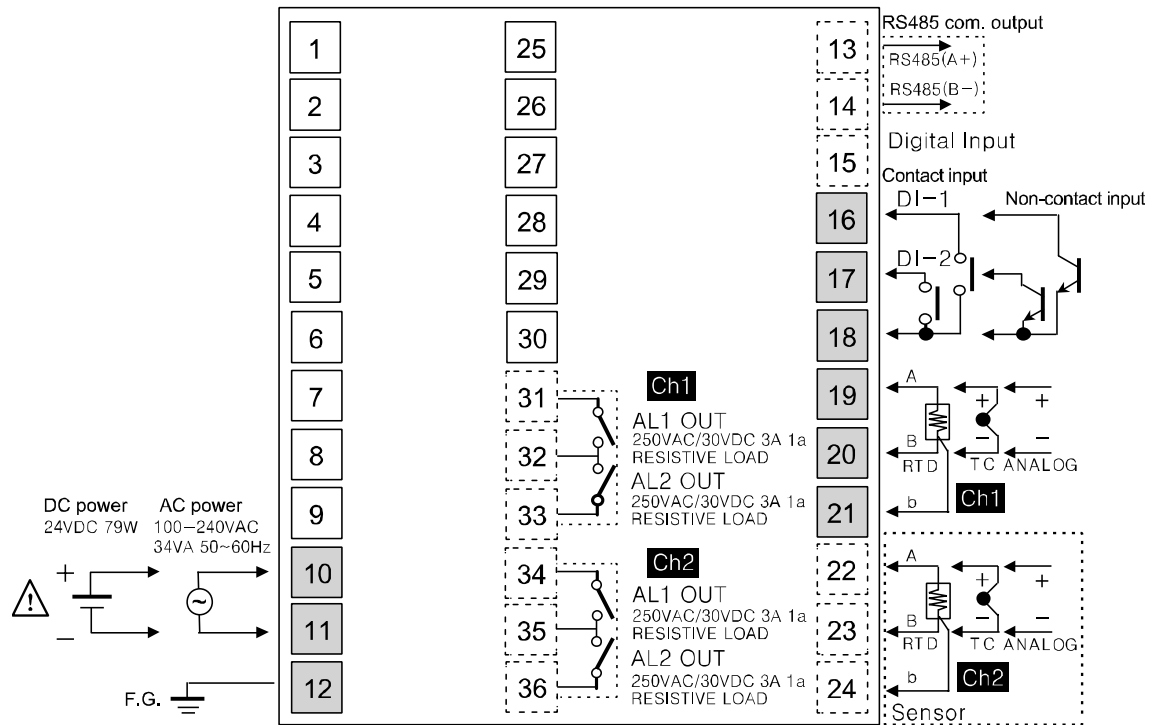 RS485 com. output
1 25 13
RS485(A+)
2 26 14
RS485(B−)
Digital Input
3 27 15
Contact input
4 28 16
DI−1 Non-contact input
5 29 17
DI−2
6 30 18
7 31 19
Ch1
AL1 OUT
250VAC/30VDC 3A 1a
RESISTIVE LOAD
A + +
8 32 20
B − −
RTD TC ANALOG
AL2 OUT
250VAC/30VDC 3A 1a
RESISTIVE LOAD
9 33 21
b Ch1
DC power
24VDC 79W
AC power
100−240VAC
34VA 50~60Hz
10 34 22
+ ~
−
Ch2
AL1 OUT
250VAC/30VDC 3A 1a
RESISTIVE LOAD
A + +
11 35 23
B − −
RTD TC ANALOG
AL2 OUT
250VAC/30VDC 3A 1a
RESISTIVE LOAD
12 36 24
b Ch2
F.G.
Sensor
!